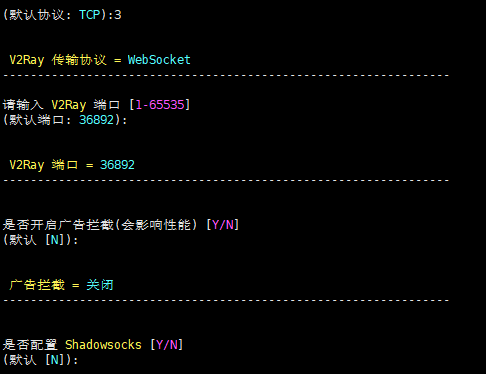 (默认协议: TCP):3
V2Ray 传输协议 = WebSocket
----------------------------------------------------------------
请输入 V2Ray 端口 [1-65535]
(默认端口: 36892):
V2Ray 端口 = 36892
----------------------------------------------------------------
是否开启广告拦截(会影响性能) [Y/N]
(默认 [N]):
广告拦截 = 关闭
----------------------------------------------------------------
是否配置 Shadowsocks [Y/N]
(默认 [N]):